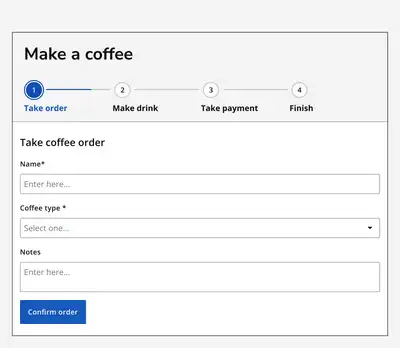 Make a coffee
1 2 3 4
Take order Make drink Take payment Finish
Take coffee order
Name*
Enter here...
Coffee type *
Select one...
Notes
Enter here...
Confirm order